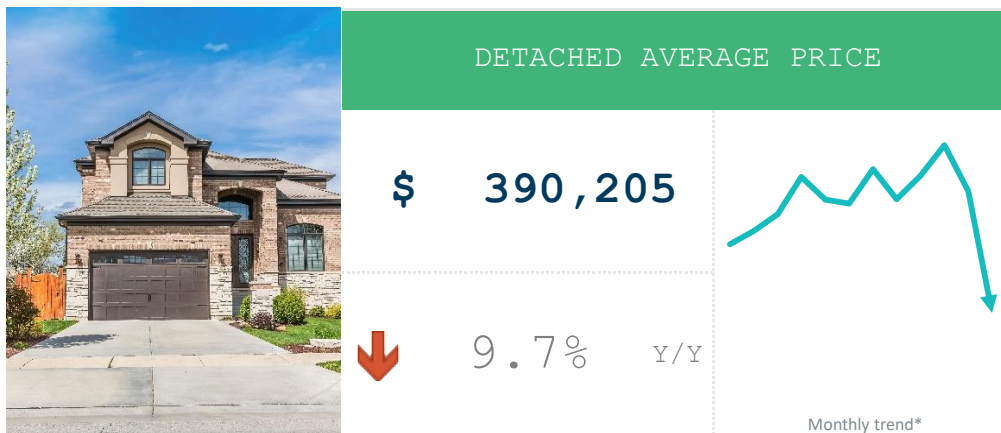 DETACHED AVERAGE PRICE
$ 390,205
9.7% Y/Y
Monthly trend*